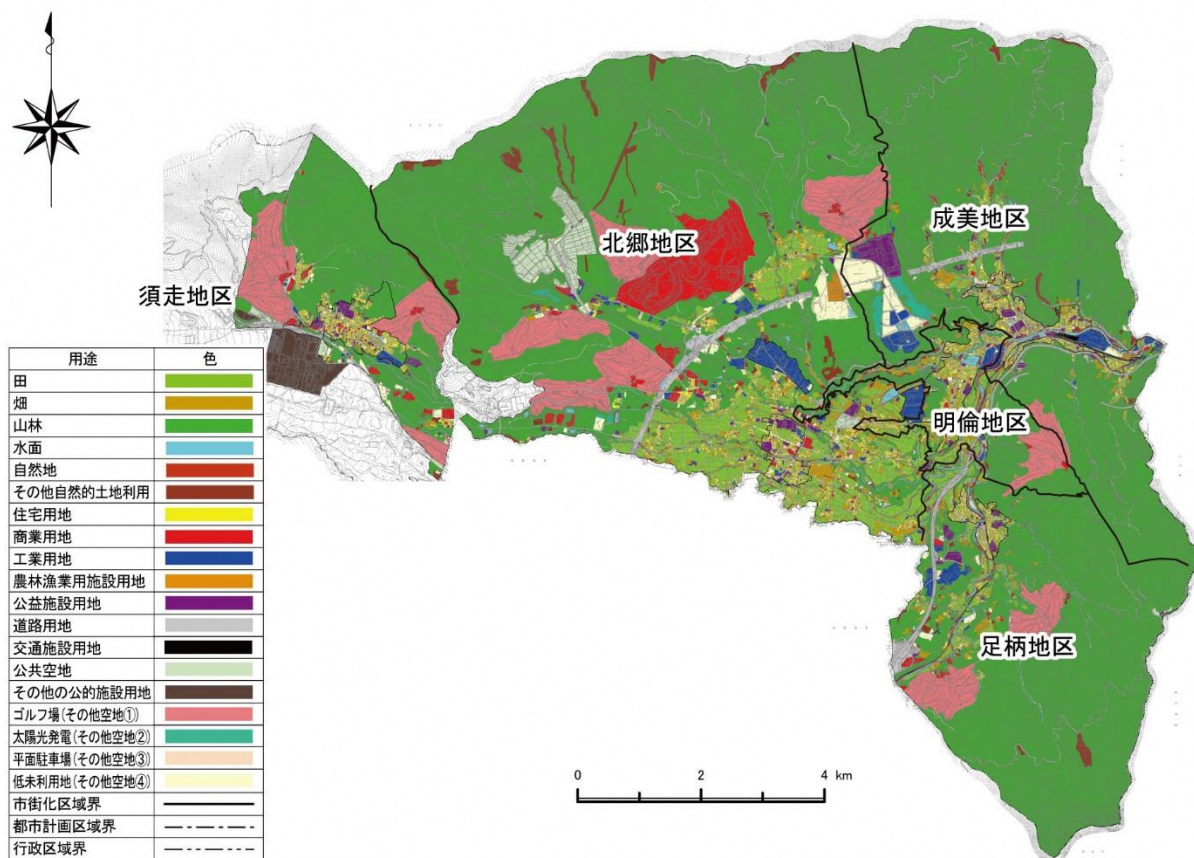 北郷地区
成美地区
須走地区
明倫地区
足柄地区
用途 色
田
畑
山林
水面
自然地
その他自然的土地利用
住宅用地
商業用地
工業用地
農林漁業用施設用地
公益施設用地
道路用地
交通施設用地
公共空地
その他の公的施設用地
ゴルフ場(その他空地①)
太陽光発電(その他空地②)
平面駐車場(その他空地③)
低未利用地(その他空地④)
市街化区域界
都市計画区域界
行政区域界
0 2 4 km